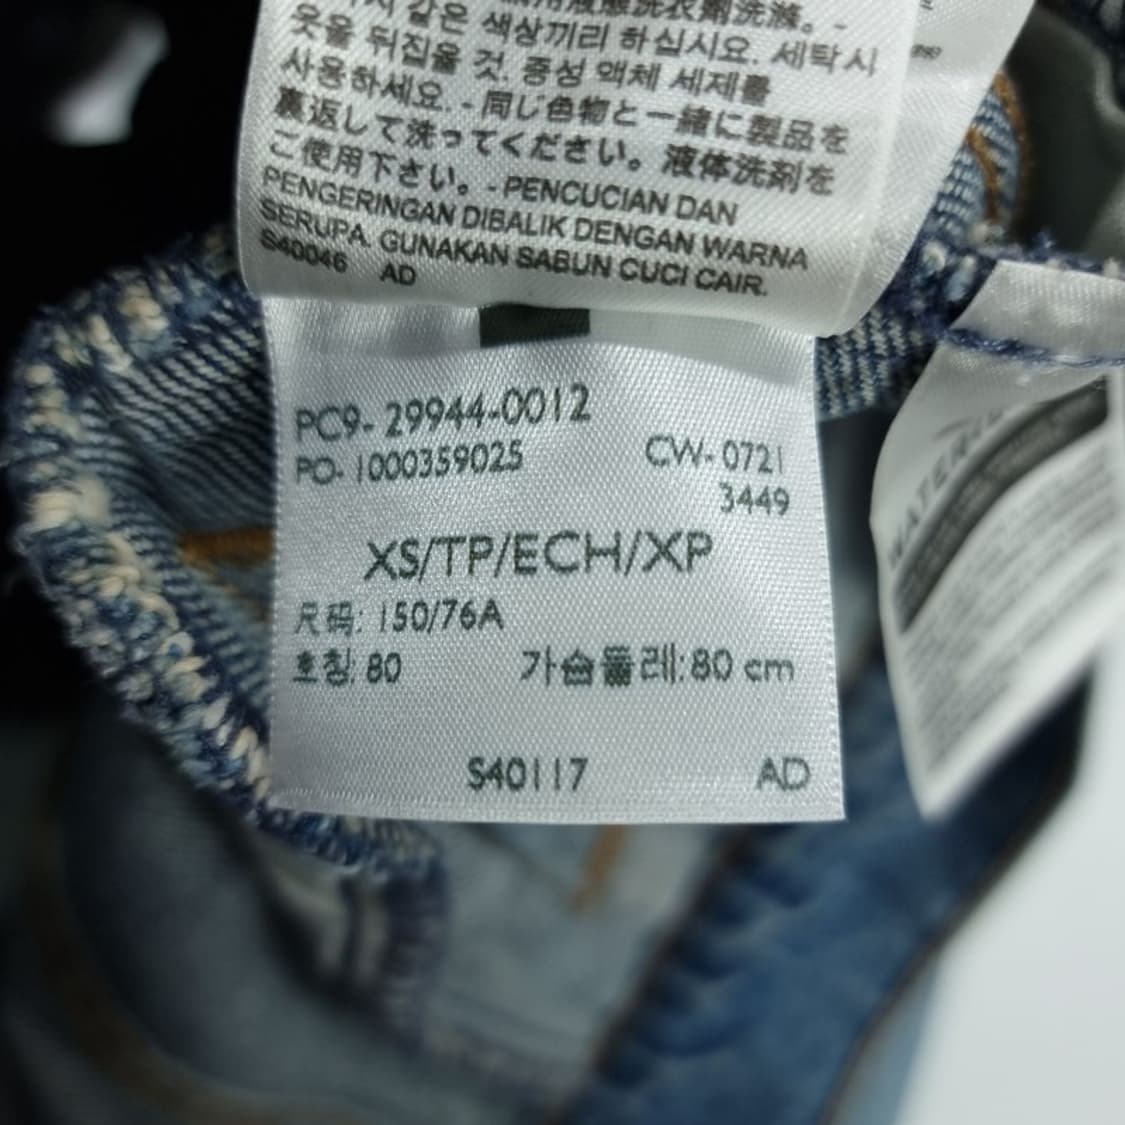 같은 색상끼리 하십시요. 세탁시
옷을 뒤집을 것. 중성 액체 세제를
사용하세요. - 同じ色物と一緒に製品を
裏返して洗ってください。液体洗剤を
ご使用下さい。- PENCUCIAN DAN
PENGERINGAN DIBALIK DENGAN WARNA
SERUPA. GUNAKAN SABUN CUCI CAIR.
S40046 AD
PC9- 29944-0012
PO- 1000359025 CW- 0721
3449
XS/TP/ECH/XP
尺码: 150/76A
호칭: 80 가슴둘레: 80 cm
S40117 AD